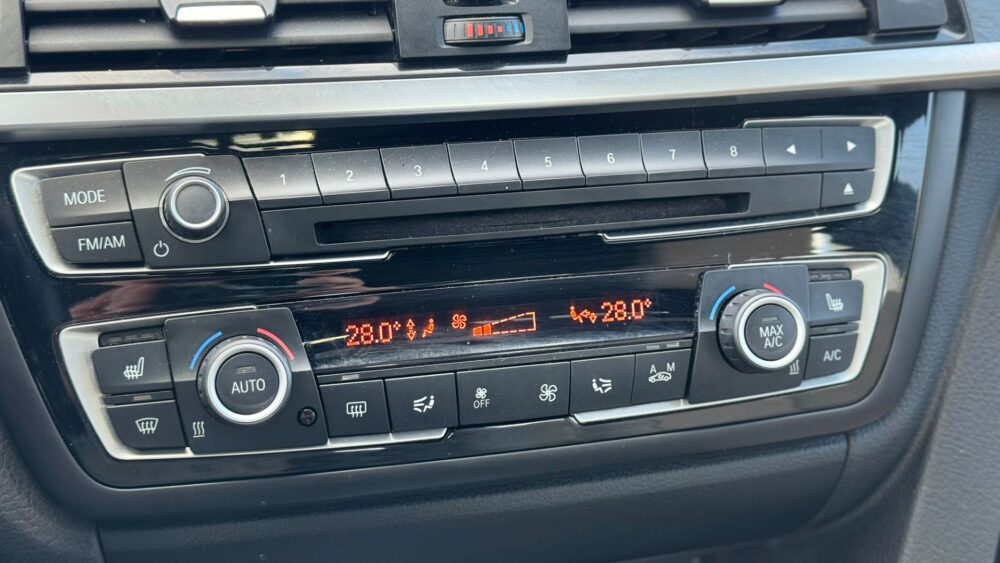 1 2 3 4 5 6 7 8
MODE
FM/AM
28.0° 28.0°
MAX
A/C
AUTO
A/C
OFF
A M